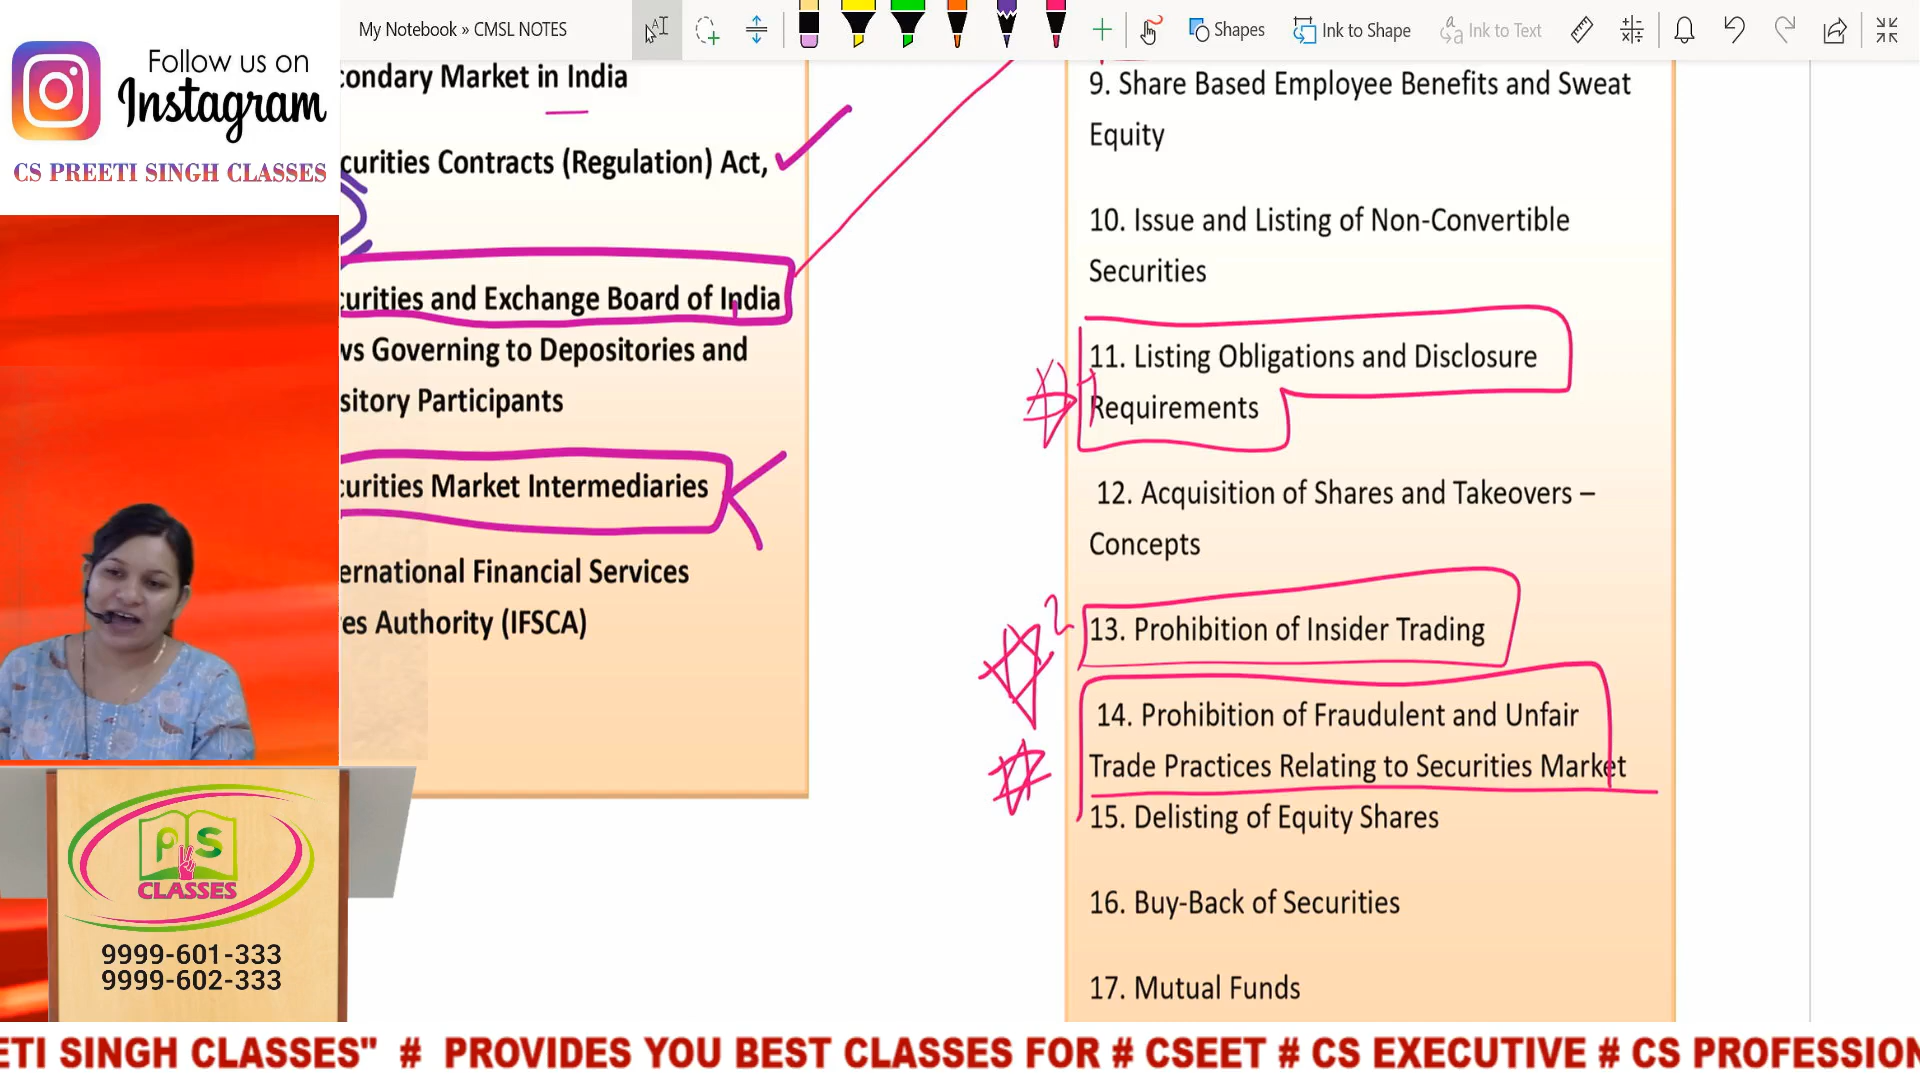 Follow us on
Instagram
CS PREETI SINGH CLASSES
My Notebook » CMSL NOTES
Shapes
Ink to Shape
Ink to Text
condary Market in India
curities Contracts (Regulation) Act,
curities and Exchange Board of India
ws Governing to Depositories and
sitory Participants
curities Market Intermediaries
ernational Financial Services
res Authority (IFSCA)
9. Share Based Employee Benefits and Sweat
Equity
10. Issue and Listing of Non-Convertible
Securities
11. Listing Obligations and Disclosure
Requirements
12. Acquisition of Shares and Takeovers –
Concepts
2
13. Prohibition of Insider Trading
14. Prohibition of Fraudulent and Unfair
Trade Practices Relating to Securities Market
15. Delisting of Equity Shares
16. Buy-Back of Securities
17. Mutual Funds
PS
CLASSES
9999-601-333
9999-602-333
ETI SINGH CLASSES" # PROVIDES YOU BEST CLASSES FOR # CSEET # CS EXECUTIVE # CS PROFESSION